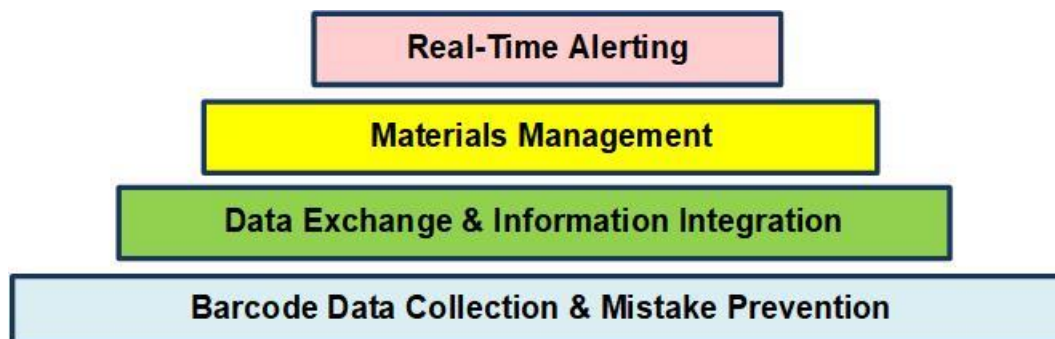 Real-Time Alerting
Materials Management
Data Exchange & Information Integration
Barcode Data Collection & Mistake Prevention